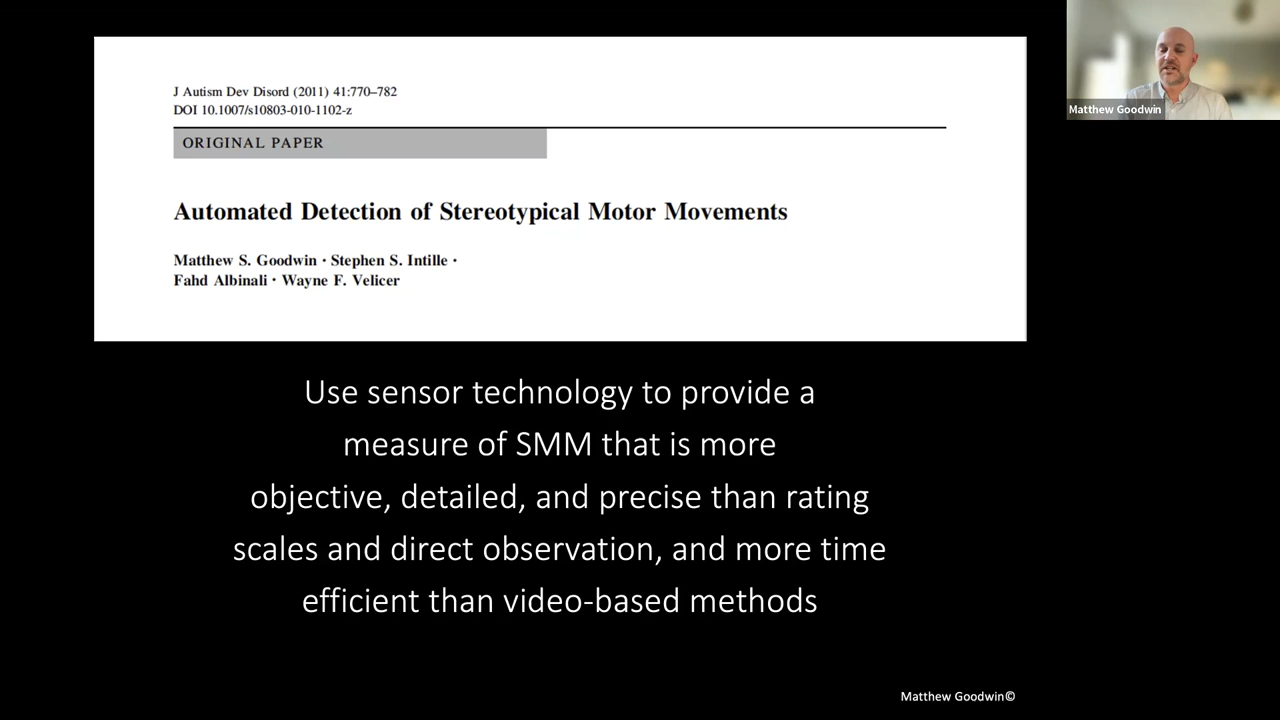 J Autism Dev Disord (2011) 41:770–782
DOI 10.1007/s10803-010-1102-z
ORIGINAL PAPER
Automated Detection of Stereotypical Motor Movements
Matthew S. Goodwin · Stephen S. Intille ·
Fahd Albinali · Wayne F. Velicer
Use sensor technology to provide a
measure of SMM that is more
objective, detailed, and precise than rating
scales and direct observation, and more time
efficient than video-based methods
Matthew Goodwin©
Matthew Goodwin